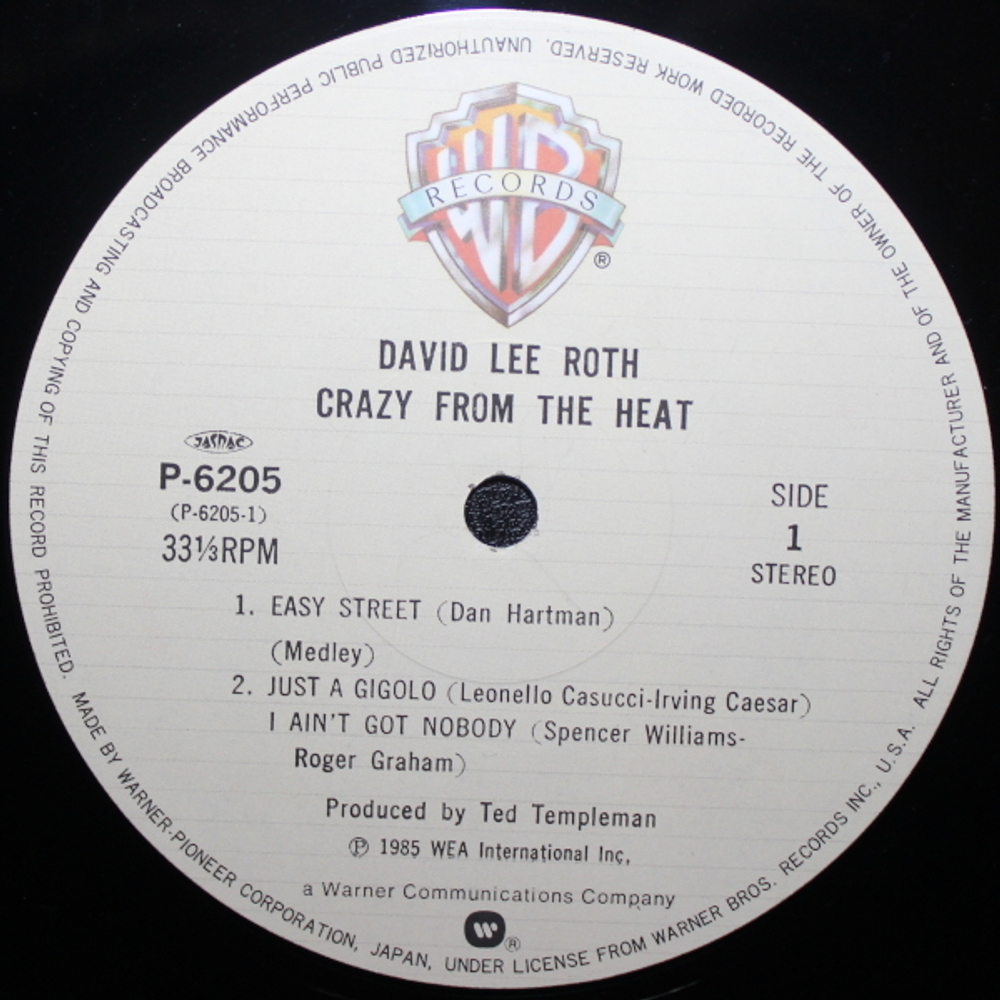 WB
RECORDS
®
DAVID LEE ROTH
CRAZY FROM THE HEAT
JASRAC
P-6205
(P-6205-1)
33⅓RPM
SIDE
1
STEREO
1. EASY STREET (Dan Hartman)
(Medley)
2. JUST A GIGOLO (Leonello Casucci-Irving Caesar)
I AIN'T GOT NOBODY (Spencer Williams-
Roger Graham)
Produced by Ted Templeman
℗ 1985 WEA International Inc,
a Warner Communications Company
W ®
MADE BY WARNER-PIONEER CORPORATION, JAPAN, UNDER LICENSE FROM WARNER BROS. RECORDS INC., U.S.A. ALL RIGHTS OF THE MANUFACTURER AND OF THE OWNER OF THE RECORDED WORK RESERVED. UNAUTHORIZED PUBLIC PERFORMANCE BROADCASTING AND COPYING OF THIS RECORD PROHIBITED.